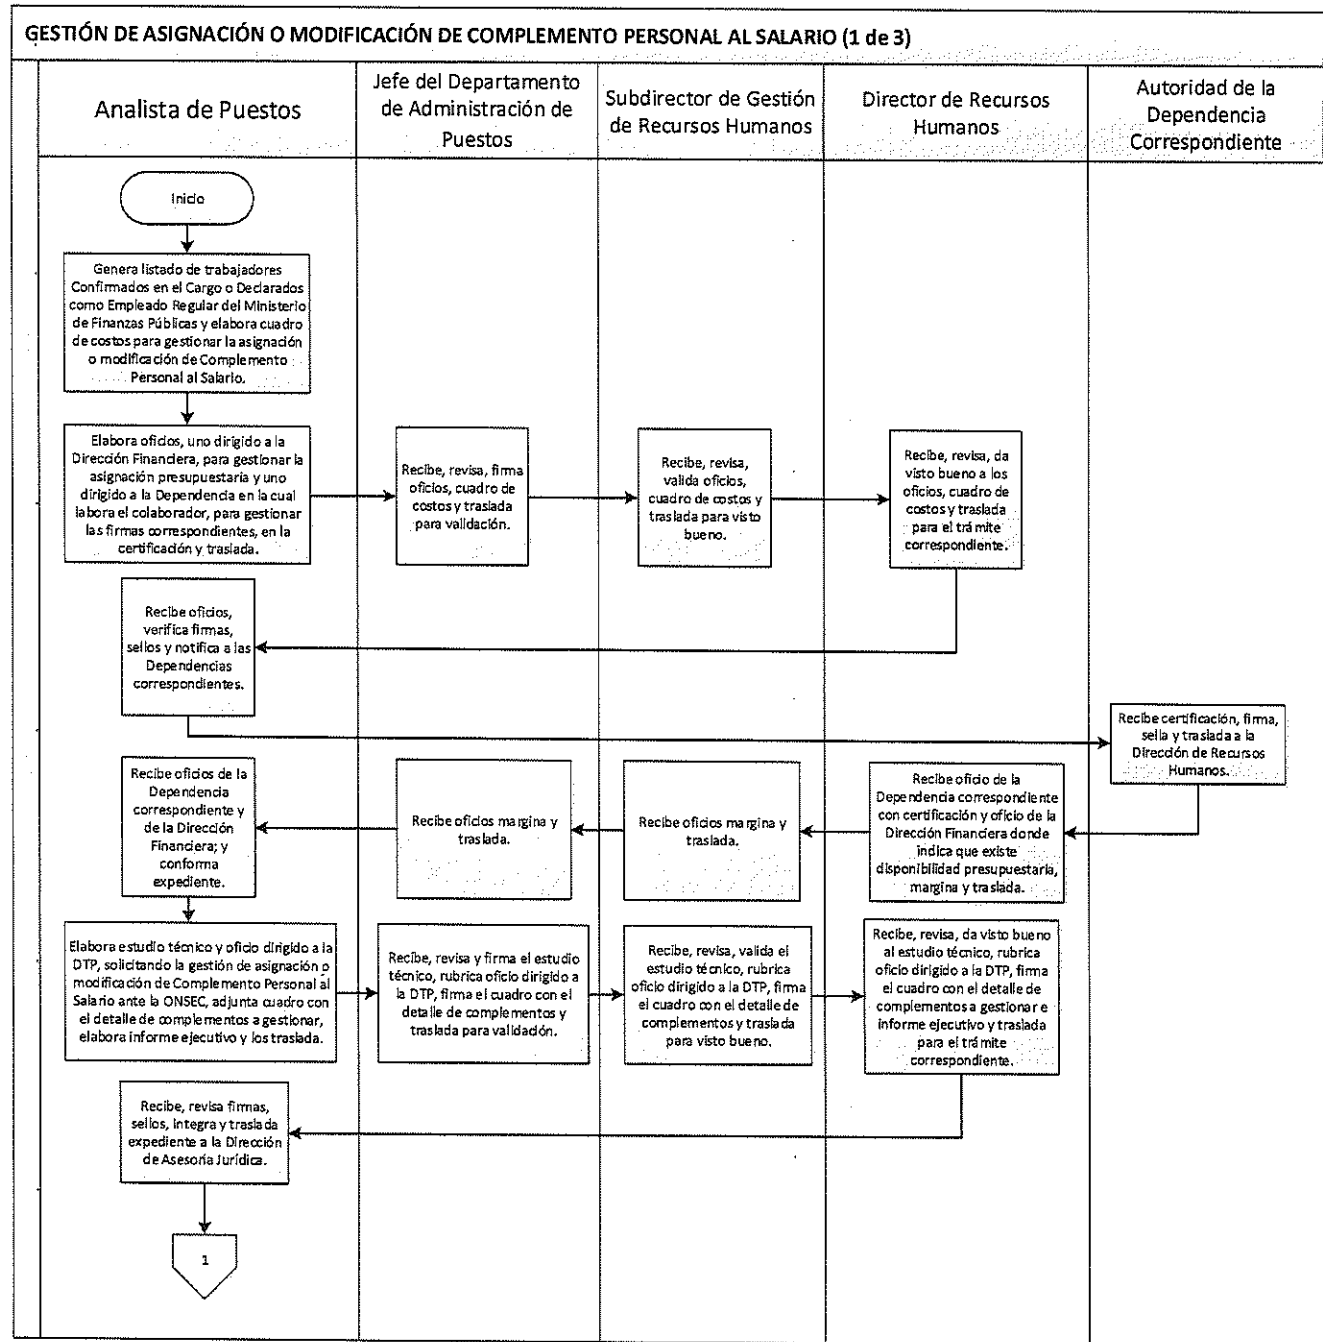 GESTIÓN DE ASIGNACIÓN O MODIFICACIÓN DE COMPLEMENTO PERSONAL AL SALARIO (1 de 3)
Analista de Puestos
Jefe del Departamento
de Administración de
Puestos
Subdirector de Gestión
de Recursos Humanos
Director de Recursos
Humanos
Autoridad de la
Dependencia
Correspondiente
Inicio
Genera listado de trabajadores
Confirmados en el Cargo o Declarados
como Empleado Regular del Ministerio
de Finanzas Públicas y elabora cuadro
de costos para gestionar la asignación
o modificación de Complemento
Personal al Salario.
Elabora oficios, uno dirigido a la
Dirección Financiera, para gestionar la
asignación presupuestaria y uno
dirigido a la Dependencia en la cual
labora el colaborador, para gestionar
las firmas correspondientes, en la
certificación y traslada.
Recibe, revisa, firma
oficios, cuadro de
costos y traslada
para validación.
Recibe, revisa,
valida oficios,
cuadro de costos y
traslada para visto
bueno.
Recibe, revisa, da
visto bueno a los
oficios, cuadro de
costos y traslada
para el trámite
correspondiente.
Recibe oficios,
verifica firmas,
sellos y notifica a las
Dependencias
correspondientes.
Recibe certificación, firma,
sella y traslada a la
Dirección de Recursos
Humanos.
Recibe oficio de la
Dependencia correspondiente
con certificación y oficio de la
Dirección Financiera donde
indica que existe
disponibilidad presupuestaria,
margina y traslada.
Recibe oficios margina y
traslada.
Recibe oficios margina y
traslada.
Recibe oficios de la
Dependencia
correspondiente y
de la Dirección
Financiera; y
conforma
expediente.
Elabora estudio técnico y oficio dirigido a la
DTP, solicitando la gestión de asignación o
modificación de Complemento Personal al
Salario ante la ONSEC, adjunta cuadro con
el detalle de complementos a gestionar,
elabora informe ejecutivo y los traslada.
Recibe, revisa y firma el estudio
técnico, rubrica oficio dirigido a
la DTP, firma el cuadro con el
detalle de complementos y
traslada para validación.
Recibe, revisa, valida el
estudio técnico, rubrica
oficio dirigido a la DTP, firma
el cuadro con el detalle de
complementos y traslada
para visto bueno.
Recibe, revisa, da visto bueno
al estudio técnico, rubrica
oficio dirigido a la DTP, firma
el cuadro con el detalle de
complementos a gestionar e
informe ejecutivo y traslada
para el trámite
correspondiente.
Recibe, revisa firmas,
sellos, integra y traslada
expediente a la Dirección
de Asesoría Jurídica.
1